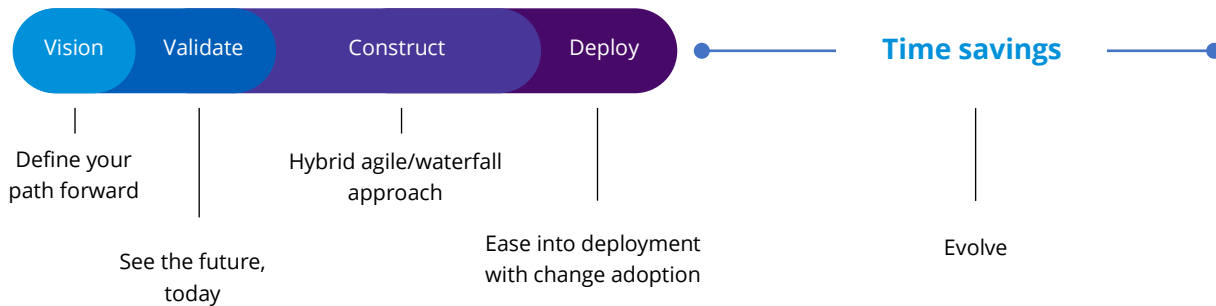 Vision
Validate
Construct
Deploy
Time savings
Define your
path forward
See the future,
today
Hybrid agile/waterfall
approach
Ease into deployment
with change adoption
Evolve